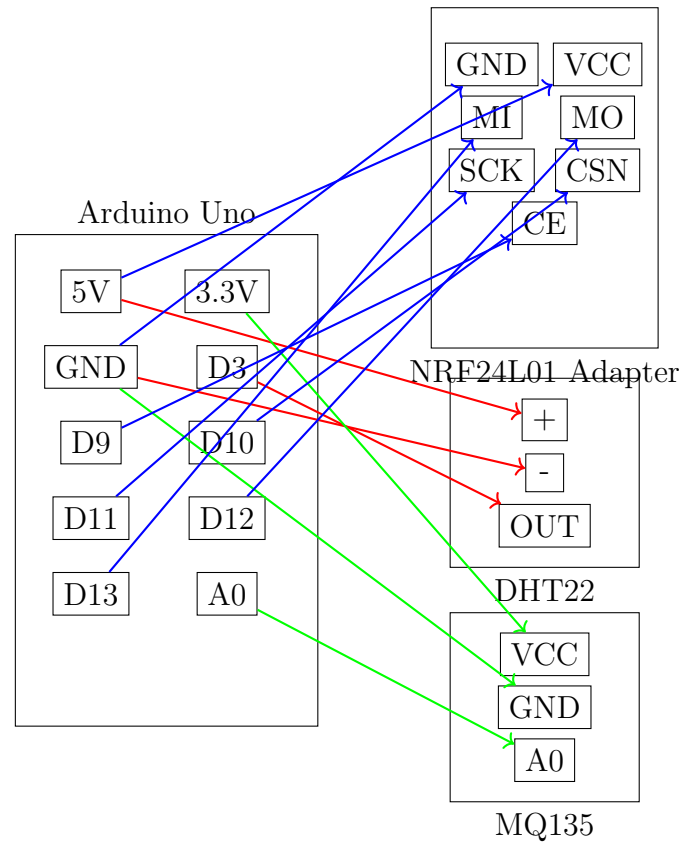 GND VCC
MI MO
SCK CSN
CE
NRF24L01 Adapter
Arduino Uno
5V 3.3V
GND D3
D9 D10
D11 D12
D13 A0
+
-
OUT
DHT22
VCC
GND
A0
MQ135